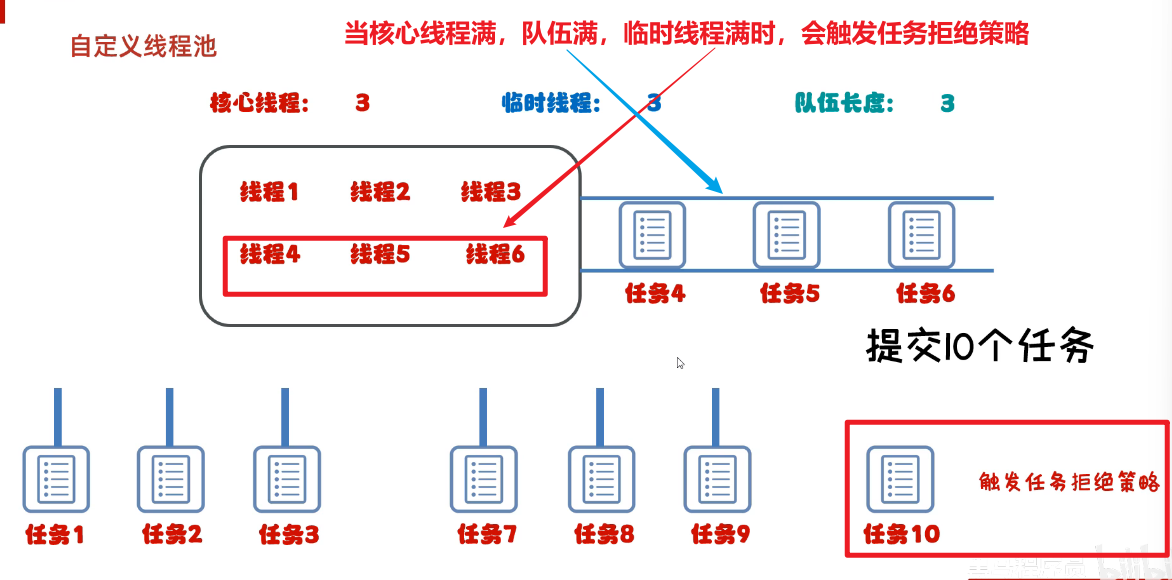 当核心线程满，队伍满，临时线程满时，会触发任务拒绝策略
自定义线程池
核心线程： 3 临时线程： 3 队伍长度： 3
线程1 线程2 线程3
线程4 线程5 线程6
任务4 任务5 任务6
提交10个任务
触发任务拒绝策略
任务1 任务2 任务3 任务7 任务8 任务9 任务10